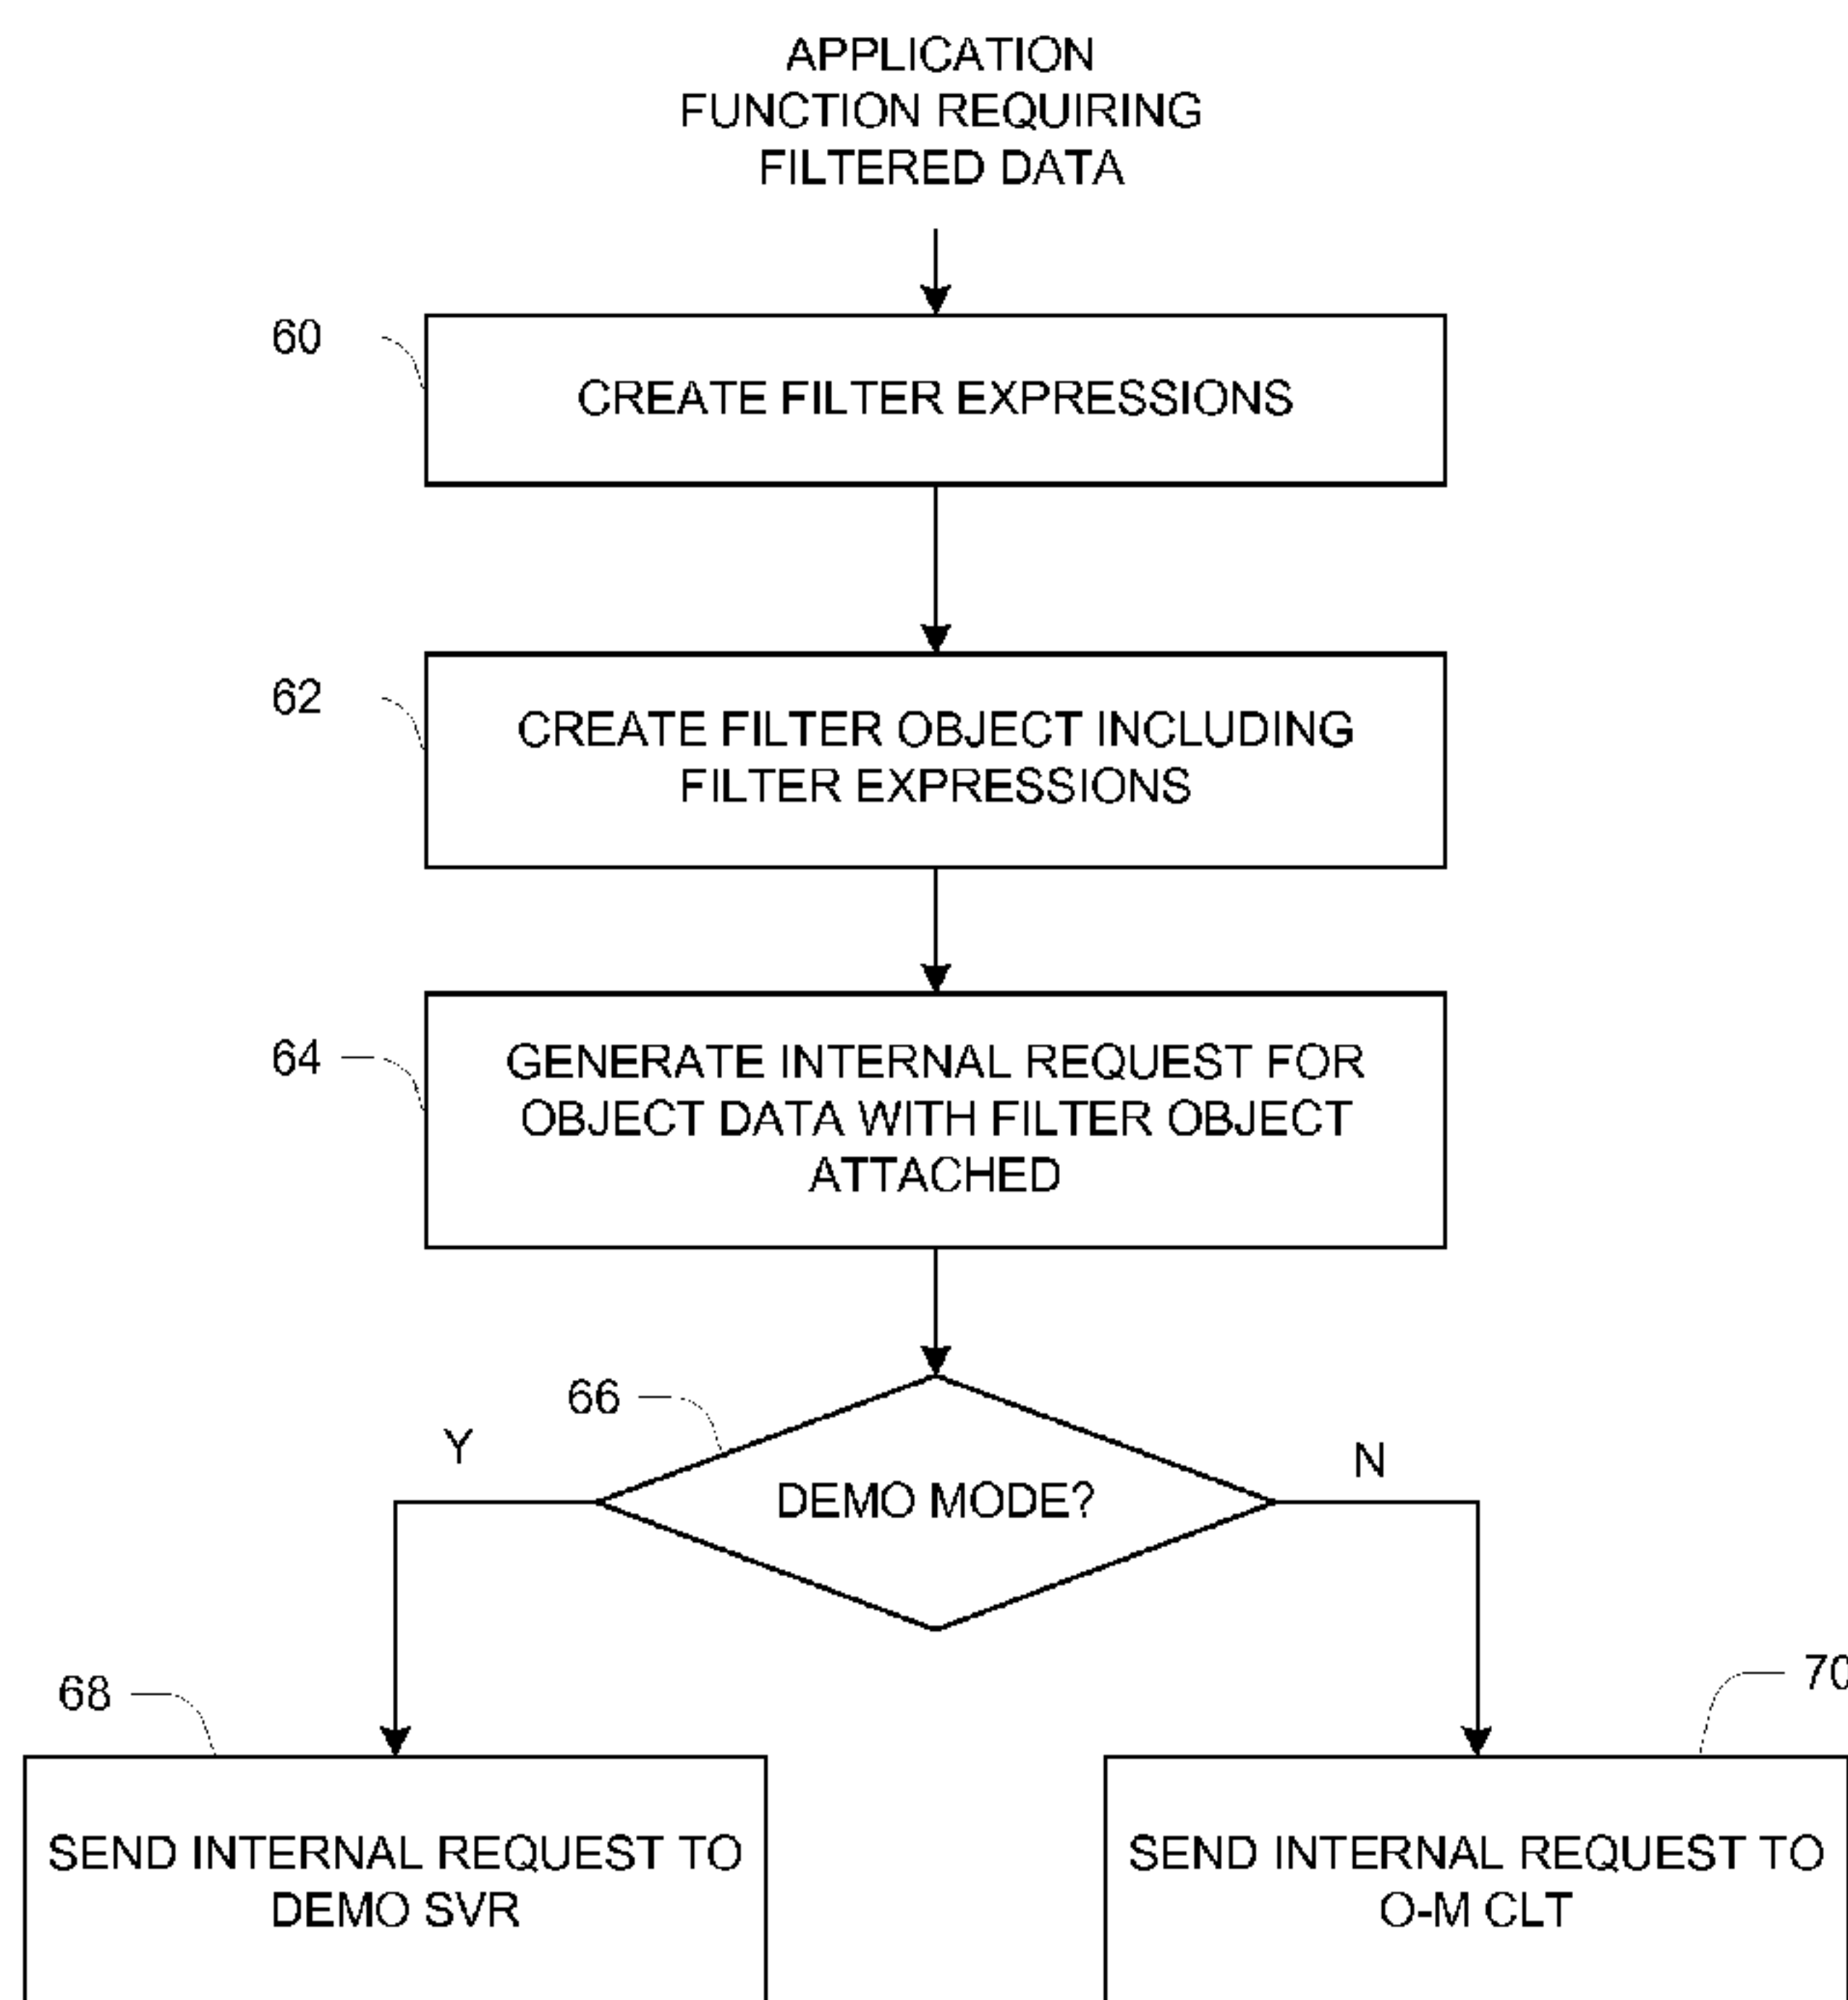 APPLICATION
FUNCTION REQUIRING
FILTERED DATA
60
CREATE FILTER EXPRESSIONS
62
CREATE FILTER OBJECT INCLUDING
FILTER EXPRESSIONS
64
GENERATE INTERNAL REQUEST FOR
OBJECT DATA WITH FILTER OBJECT
ATTACHED
66
Y
DEMO MODE?
N
68
70
SEND INTERNAL REQUEST TO
DEMO SVR
SEND INTERNAL REQUEST TO
O-M CLT